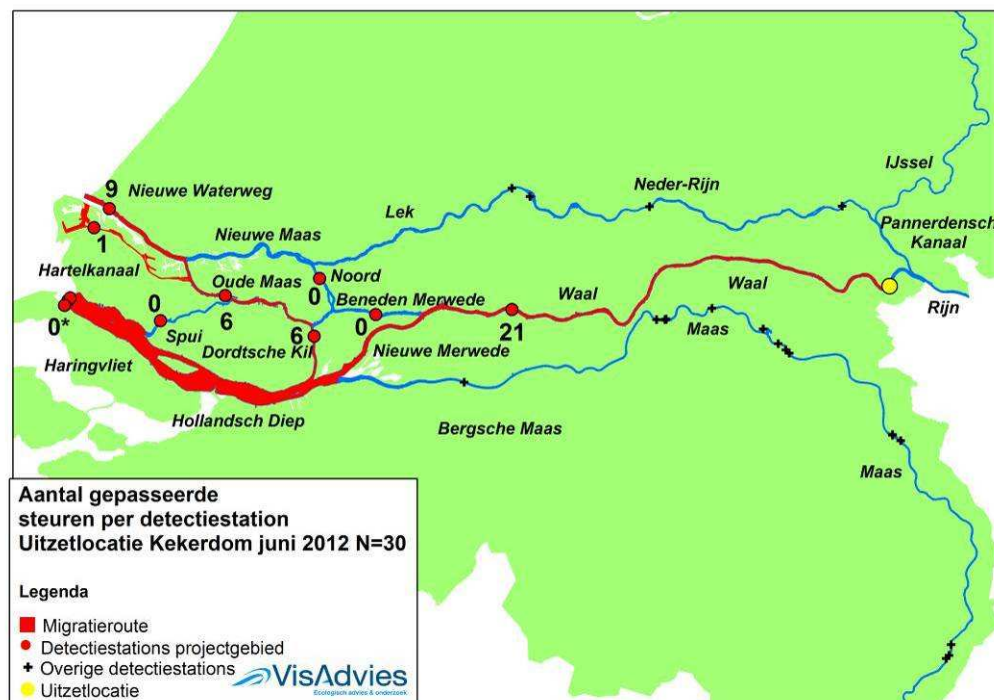 IJssel
9
Nieuwe Waterweg
Neder-Rijn
Lek
Pannerdensch
Kanaal
1
Nieuwe Maas
Hartelkanaal
Oude Maas
Noord
0
Beneden Merwede
Waal
Waal
Rijn
0
0*
Spui
6
Dordtsche Kil
6
0
21
Maas
Nieuwe Merwede
Haringvliet
Hollandsch Diep
Bergsche Maas
Maas
Aantal gepasseerde
steuren per detectiestation
Uitzetlocatie Kekerdom juni 2012 N=30
Legenda
Migratieroute
Detectiestations projectgebied
Overige detectiestations
Uitzetlocatie
VisAdvies
Ecologisch advies & onderzoek